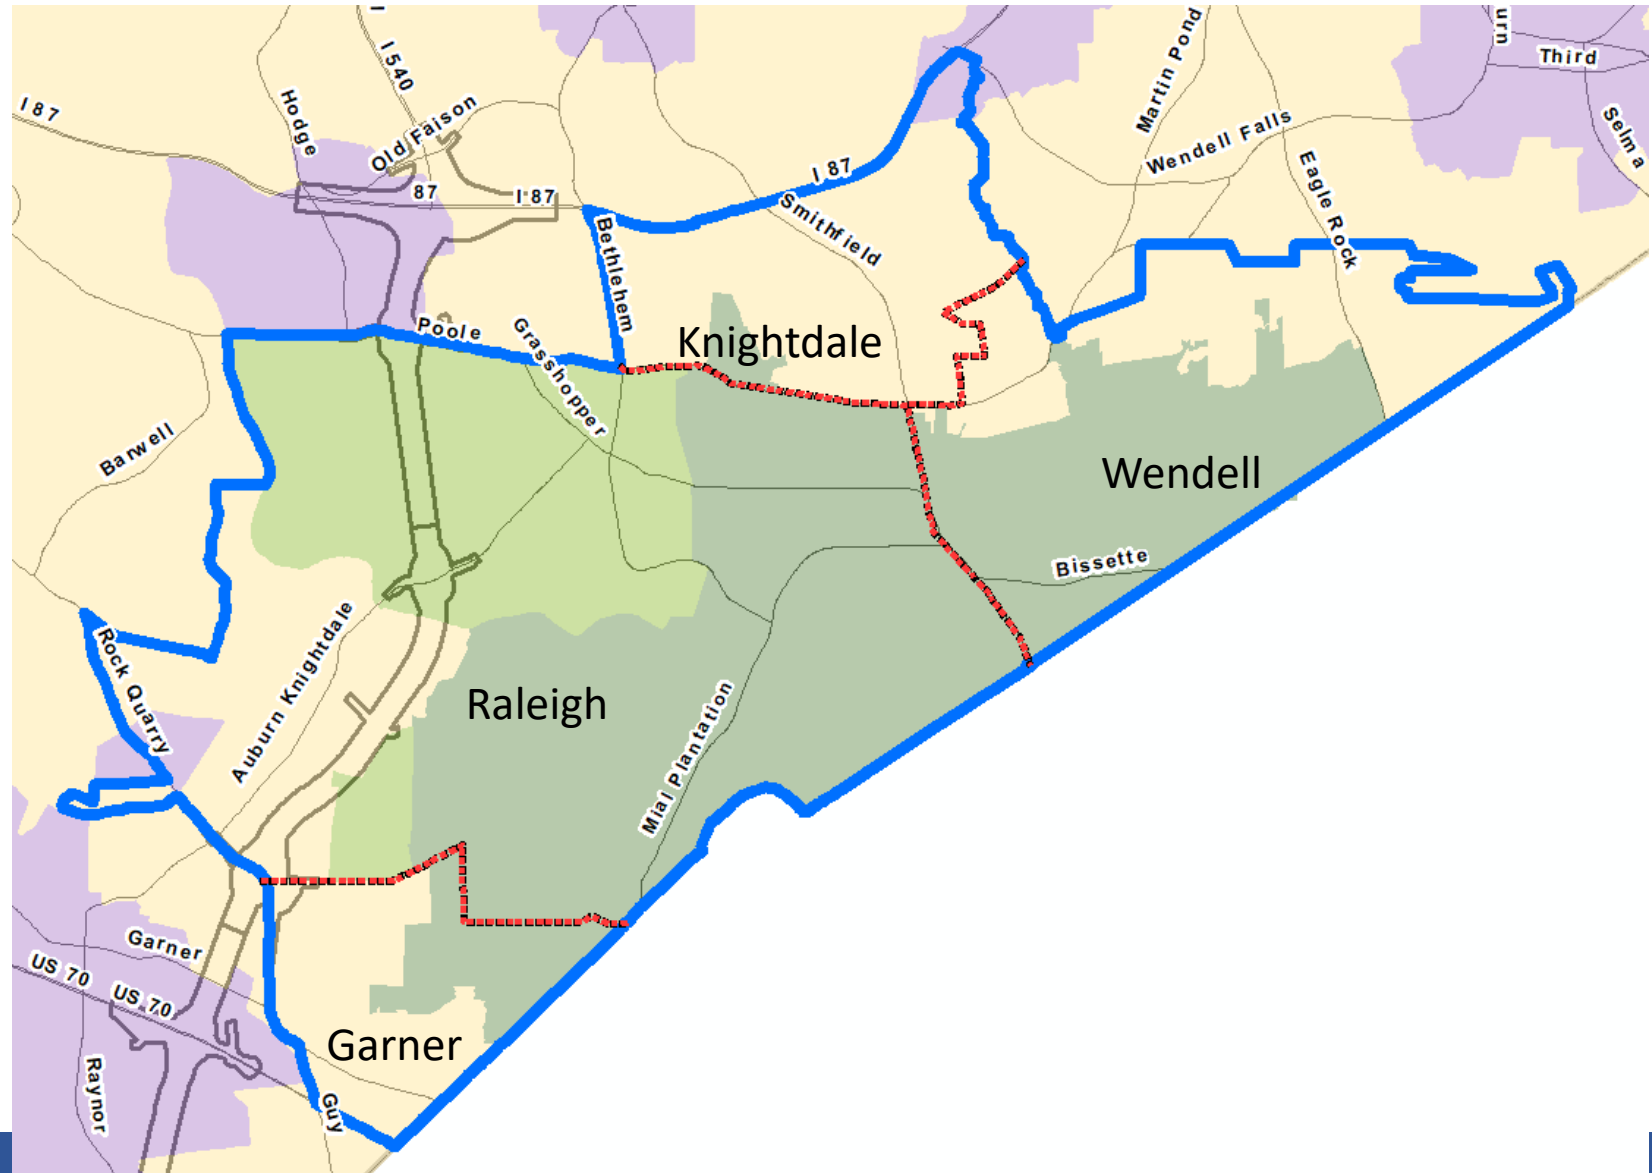 I 540
urn
Third
Martin Pond
Hodge
I 87
Old Faison
Selma
Wendell Falls
Eagle Rock
87
I 87
I 87
Smithfield
Bethlehem
Poole
Grasshopper
Knightdale
Barwell
Wendell
Bissette
Rock Quarry
Auburn Knightdale
Raleigh
Mial Plantation
Garner
US 70
US 70
Garner
Raynor
Guy